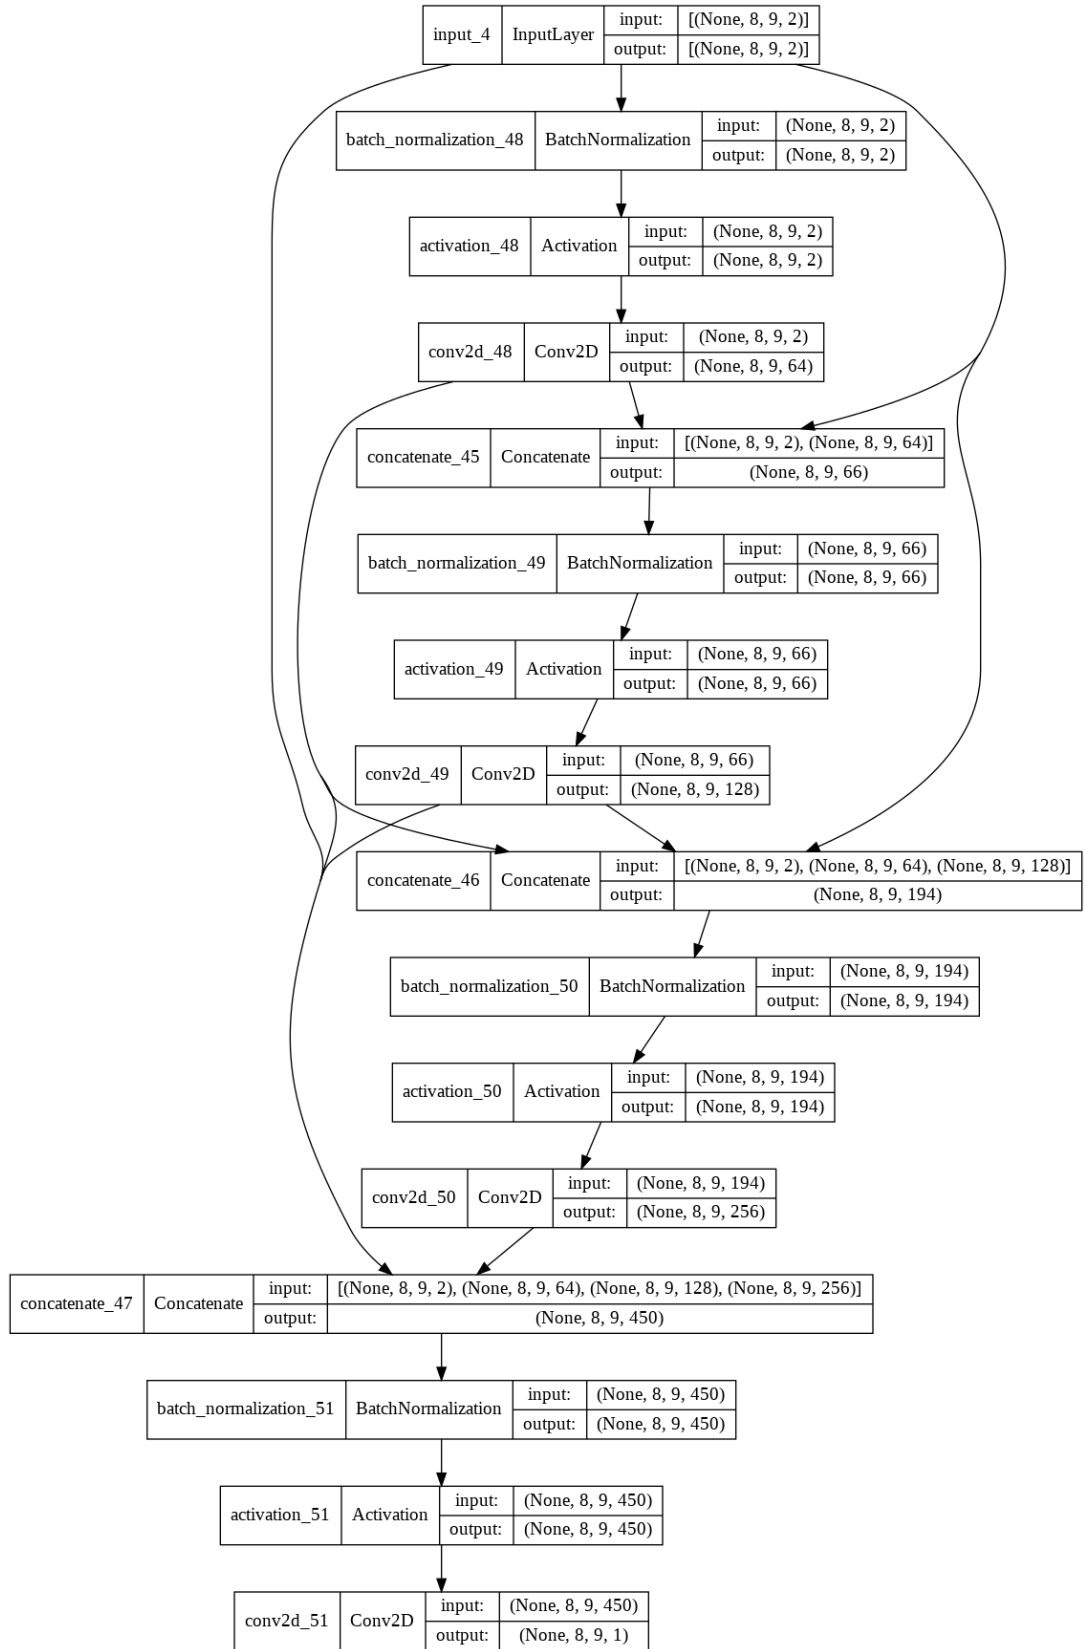 input_4 InputLayer input: [(None, 8, 9, 2)]
output: [(None, 8, 9, 2)]
batch_normalization_48 BatchNormalization input: (None, 8, 9, 2)
output: (None, 8, 9, 2)
activation_48 Activation input: (None, 8, 9, 2)
output: (None, 8, 9, 2)
conv2d_48 Conv2D input: (None, 8, 9, 2)
output: (None, 8, 9, 64)
concatenate_45 Concatenate input: [(None, 8, 9, 2), (None, 8, 9, 64)]
output: (None, 8, 9, 66)
batch_normalization_49 BatchNormalization input: (None, 8, 9, 66)
output: (None, 8, 9, 66)
activation_49 Activation input: (None, 8, 9, 66)
output: (None, 8, 9, 66)
conv2d_49 Conv2D input: (None, 8, 9, 66)
output: (None, 8, 9, 128)
concatenate_46 Concatenate input: [(None, 8, 9, 2), (None, 8, 9, 64), (None, 8, 9, 128)]
output: (None, 8, 9, 194)
batch_normalization_50 BatchNormalization input: (None, 8, 9, 194)
output: (None, 8, 9, 194)
activation_50 Activation input: (None, 8, 9, 194)
output: (None, 8, 9, 194)
conv2d_50 Conv2D input: (None, 8, 9, 194)
output: (None, 8, 9, 256)
concatenate_47 Concatenate input: [(None, 8, 9, 2), (None, 8, 9, 64), (None, 8, 9, 128), (None, 8, 9, 256)]
output: (None, 8, 9, 450)
batch_normalization_51 BatchNormalization input: (None, 8, 9, 450)
output: (None, 8, 9, 450)
activation_51 Activation input: (None, 8, 9, 450)
output: (None, 8, 9, 450)
conv2d_51 Conv2D input: (None, 8, 9, 450)
output: (None, 8, 9, 1)